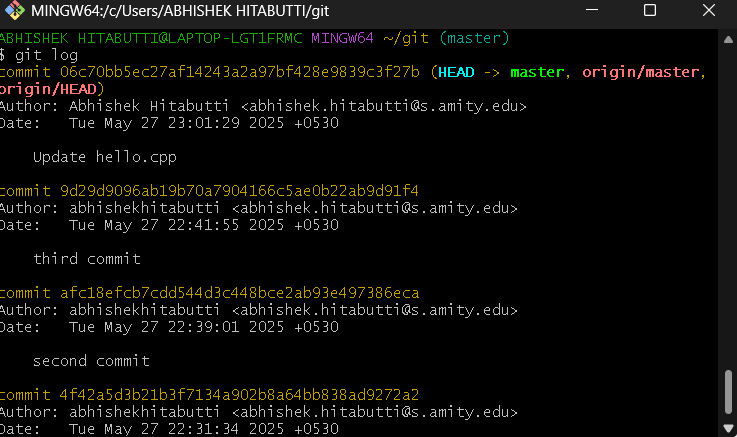 MINGW64:/c/Users/ABHISHEK HITABUTTI/git
ABHISHEK HITABUTTI@LAPTOP-LGT1FRMC MINGW64 ~/git (master)
$ git log
commit 06c70bb5ec27af14243a2a97bf428e9839c3f27b (HEAD -> master, origin/master,
origin/HEAD)
Author: Abhishek Hitabutti <abhishek.hitabutti@s.amity.edu>
Date:   Tue May 27 23:01:29 2025 +0530
Update hello.cpp
commit 9d29d9096ab19b70a7904166c5ae0b22ab9d91f4
Author: abhishekhitabutti <abhishek.hitabutti@s.amity.edu>
Date:   Tue May 27 22:41:55 2025 +0530
third commit
commit afc18efcb7cdd544d3c448bce2ab93e497386eca
Author: abhishekhitabutti <abhishek.hitabutti@s.amity.edu>
Date:   Tue May 27 22:39:01 2025 +0530
second commit
commit 4f42a5d3b21b3f7134a902b8a64bb838ad9272a2
Author: abhishekhitabutti <abhishek.hitabutti@s.amity.edu>
Date:   Tue May 27 22:31:34 2025 +0530